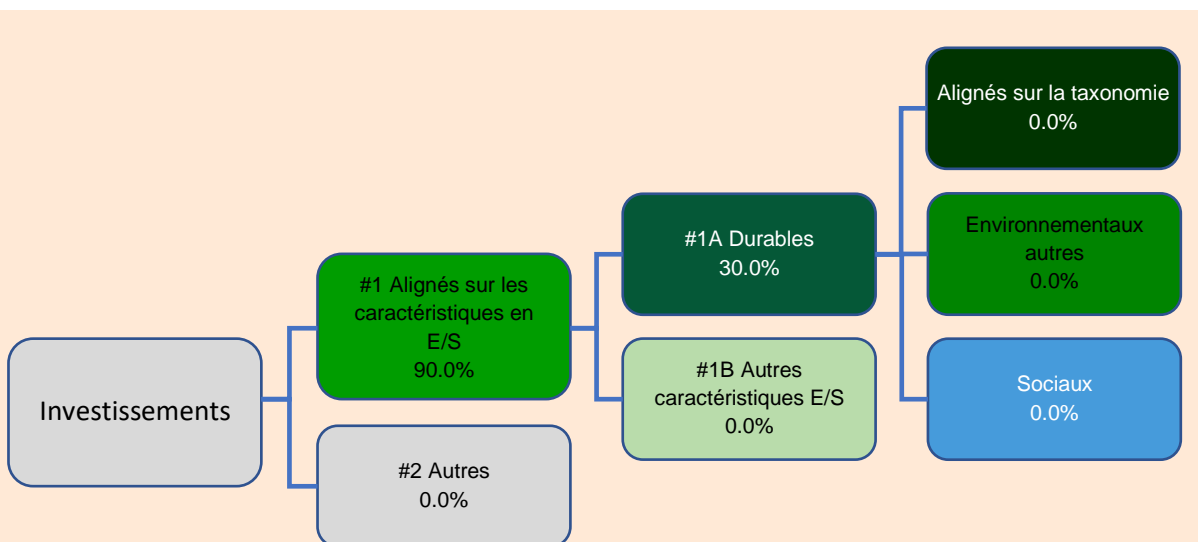 Investissements
#1 Alignés sur les
caractéristiques en
E/S
90.0%
#2 Autres
0.0%
#1A Durables
30.0%
#1B Autres
caractéristiques E/S
0.0%
Alignés sur la taxonomie
0.0%
Environnementaux
autres
0.0%
Sociaux
0.0%